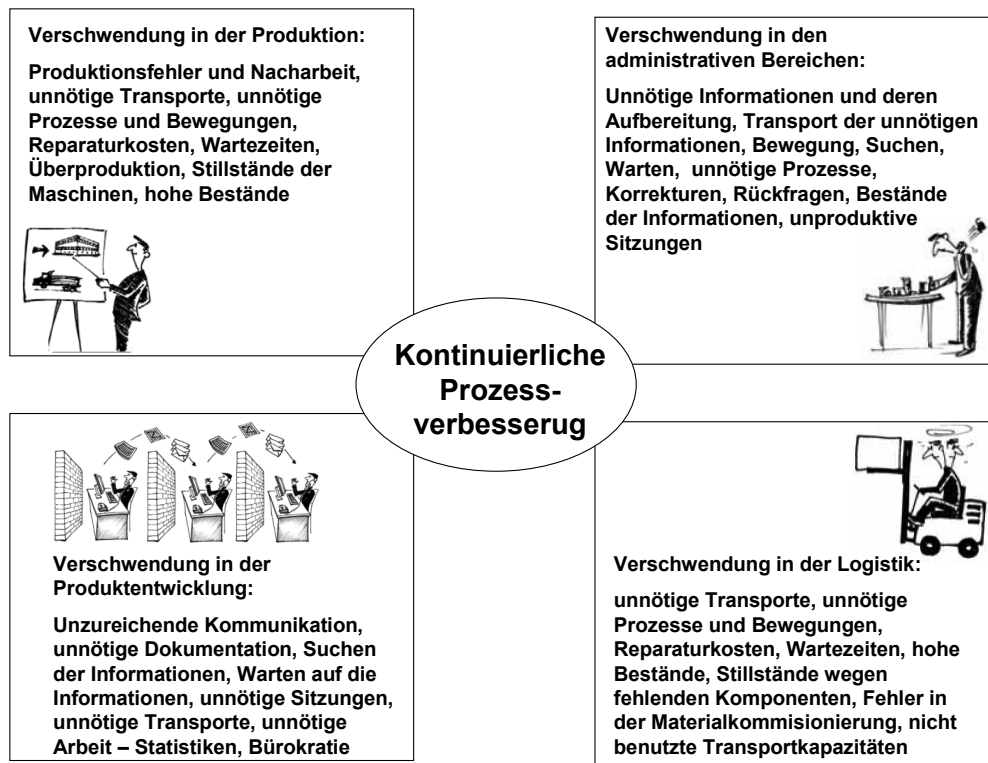 Verschwendung in der Produktion:
Produktionsfehler und Nacharbeit,
unnötige Transporte, unnötige
Prozesse und Bewegungen,
Reparaturkosten, Wartezeiten,
Überproduktion, Stillstände der
Maschinen, hohe Bestände
Verschwendung in den
administrativen Bereichen:
Unnötige Informationen und deren
Aufbereitung, Transport der unnötigen
Informationen, Bewegung, Suchen,
Warten, unnötige Prozesse,
Korrekturen, Rückfragen, Bestände
der Informationen, unproduktive
Sitzungen
Kontinuierliche
Prozess-
verbesserug
Verschwendung in der
Produktentwicklung:
Unzureichende Kommunikation,
unnötige Dokumentation, Suchen
der Informationen, Warten auf die
Informationen, unnötige Sitzungen,
unnötige Transporte, unnötige
Arbeit – Statistiken, Bürokratie
Verschwendung in der Logistik:
unnötige Transporte, unnötige
Prozesse und Bewegungen,
Reparaturkosten, Wartezeiten, hohe
Bestände, Stillstände wegen
fehlenden Komponenten, Fehler in
der Materialkommisionierung, nicht
benutzte Transportkapazitäten